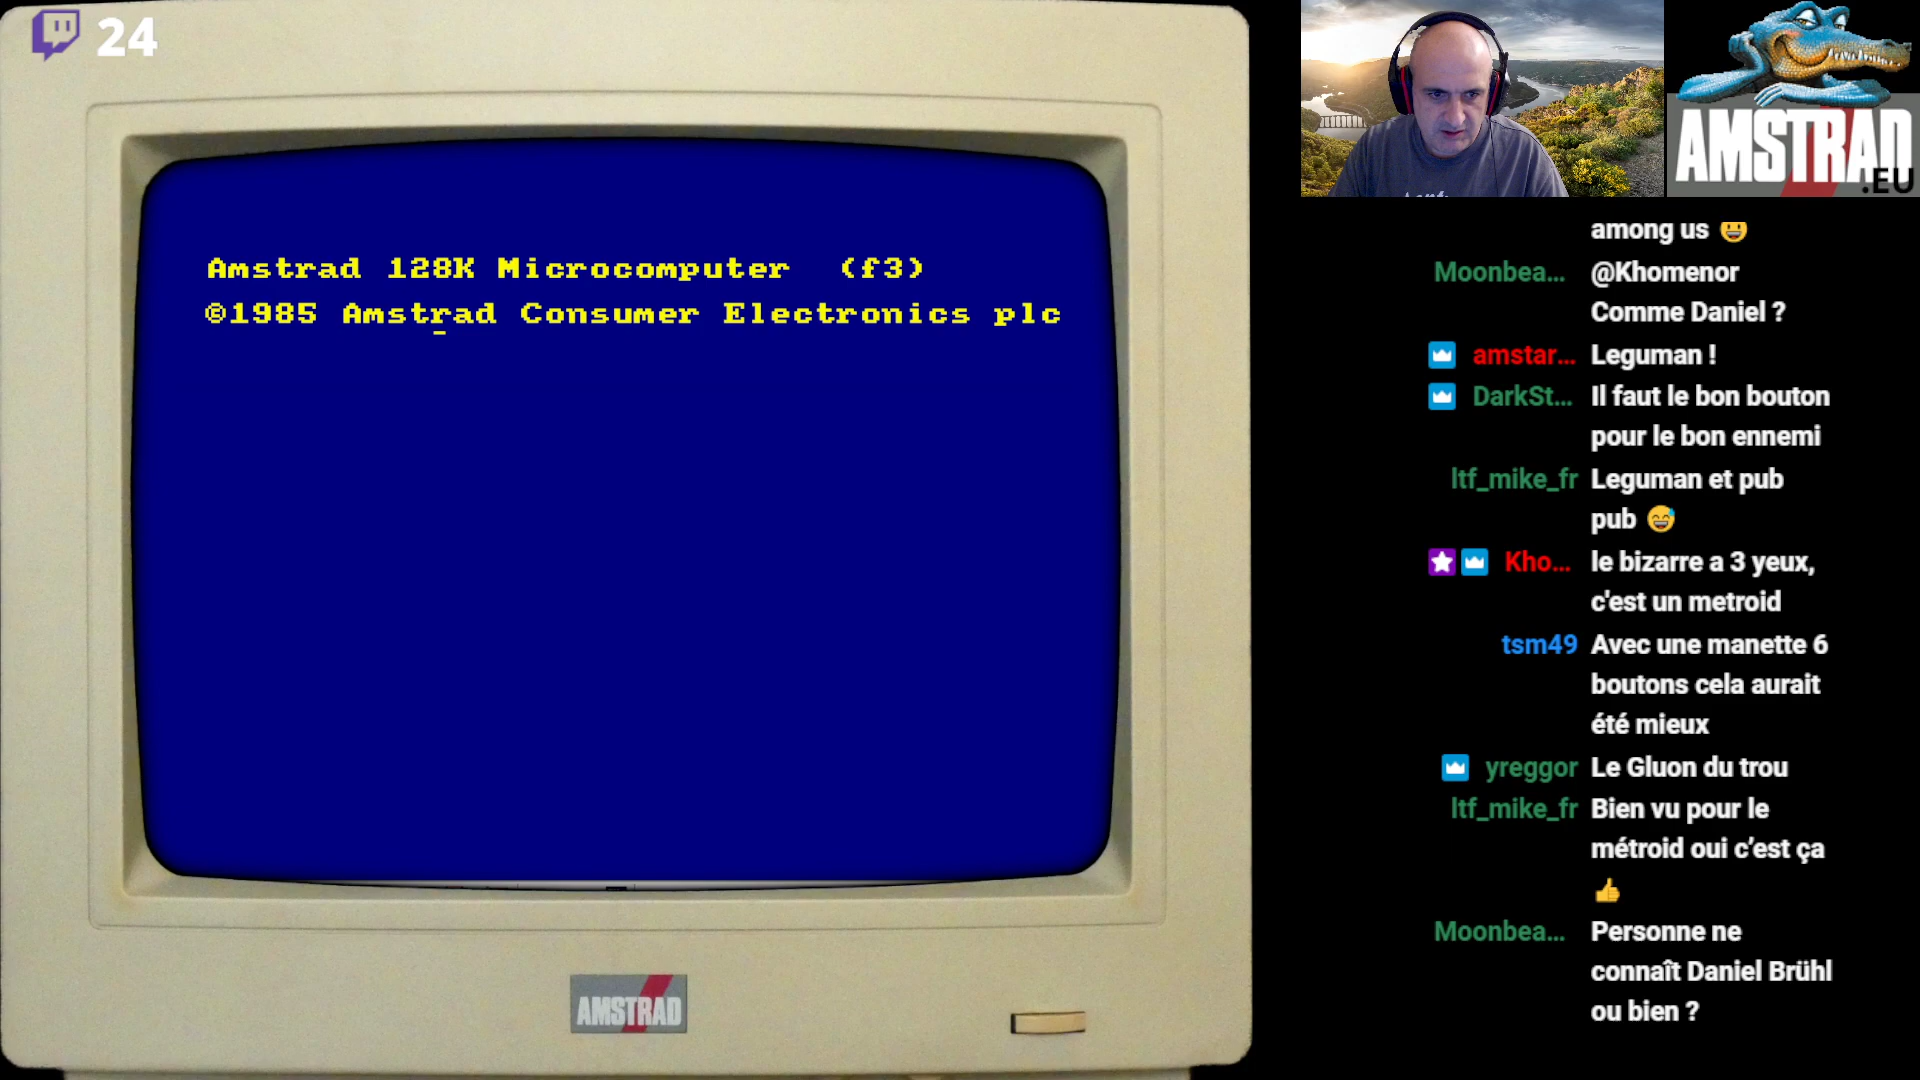 24
Amstrad 128K Microcomputer (f3)
©1985 Amstrad Consumer Electronics plc
AMSTRAD
AMSTRAD
.EU
among us 😃
Moonbea... @Khomenor
Comme Daniel ?
amstar... Leguman !
DarkSt... Il faut le bon bouton
pour le bon ennemi
ltf_mike_fr Leguman et pub
pub 😅
Kho... le bizarre a 3 yeux,
c'est un metroid
tsm49 Avec une manette 6
boutons cela aurait
été mieux
yreggor Le Gluon du trou
ltf_mike_fr Bien vu pour le
métroid oui c’est ça
👍
Moonbea... Personne ne
connaît Daniel Brühl
ou bien ?